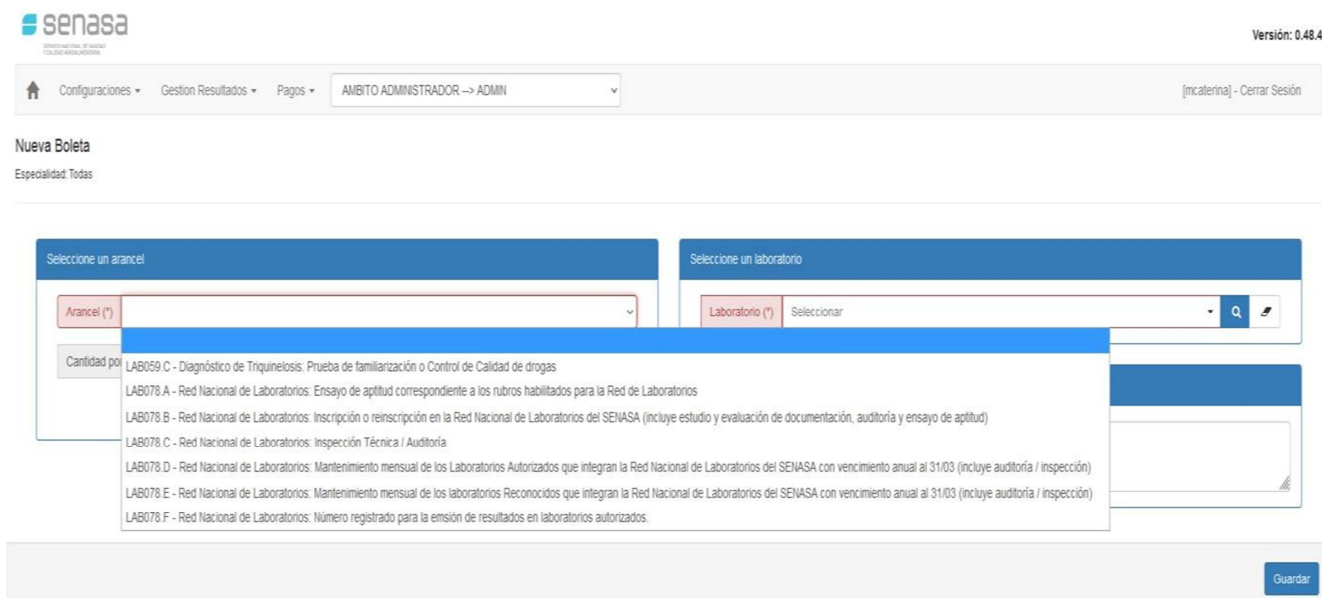 senasa
Versión: 0.48.4
Configuraciones Gestion Resultados Pagos AMBITO ADMINISTRADOR --> ADMIN [mcaterina] - Cerrar Sesión
Nueva Boleta
Especialidad: Todas
Seleccione un arancel
Arancel (*)
Cantidad po
LAB059.C - Diagnóstico de Triquinelosis: Prueba de familiarización o Control de Calidad de drogas
LAB078.A - Red Nacional de Laboratorios: Ensayo de aptitud correspondiente a los rubros habilitados para la Red de Laboratorios
LAB078.B - Red Nacional de Laboratorios: Inscripción o reinscripción en la Red Nacional de Laboratorios del SENASA (incluye estudio y evaluación de documentación, auditoría y ensayo de aptitud)
LAB078.C - Red Nacional de Laboratorios: Inspección Técnica / Auditoría
LAB078.D - Red Nacional de Laboratorios: Mantenimiento mensual de los Laboratorios Autorizados que integran la Red Nacional de Laboratorios del SENASA con vencimiento anual al 31/03 (incluye auditoría / inspección)
LAB078.E - Red Nacional de Laboratorios: Mantenimiento mensual de los laboratorios Reconocidos que integran la Red Nacional de Laboratorios del SENASA con vencimiento anual al 31/03 (incluye auditoría / inspección)
LAB078.F - Red Nacional de Laboratorios: Número registrado para la emsión de resultados en laboratorios autorizados.
Seleccione un laboratorio
Laboratorio (*) Seleccionar
Guardar